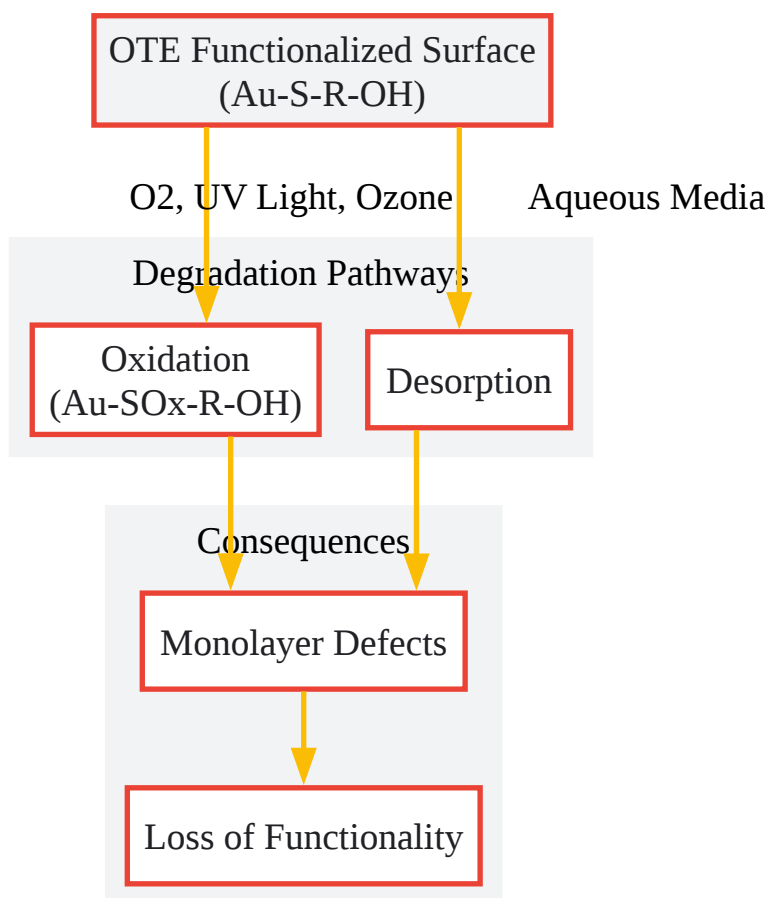 OTE Functionalized Surface
(Au-S-R-OH)
O2, UV Light, Ozone
Aqueous Media
Degradation Pathways
Oxidation
(Au-SOx-R-OH)
Desorption
Consequences
Monolayer Defects
Loss of Functionality